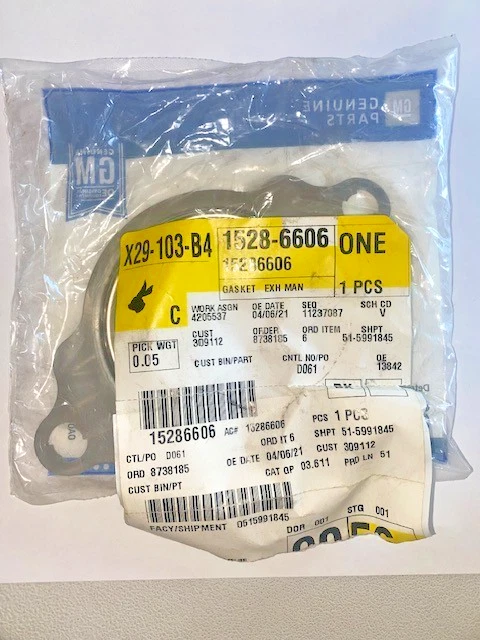 GM GENUINE PARTS
GENUINE
GM
X29-103-B4
1528-6606
ONE
15286606
GASKET EXH MAN
1 PCS
C
WORK ASGN
4205537
OE DATE
04/06/21
SEQ
11237087
SCH CD
V
CUST
309112
ORDER
8738105
ORD ITEM
6
SHPT
51-5991845
PICK WGT
0.05
CUST BIN/PART
CNTL NO/PO
D061
OE
13842
15286606
AC# 15286606
PCS 1 PCS
ORD IT 6
SHPT 51-5991845
CTL/PO D061
OE DATE 04/06/21
CUST 309112
ORD 8738185
CAT GP 03.611
PRD LN 51
CUST BIN/PT
FACY/SHIPMENT 0515991845
DOR 001
STG 001